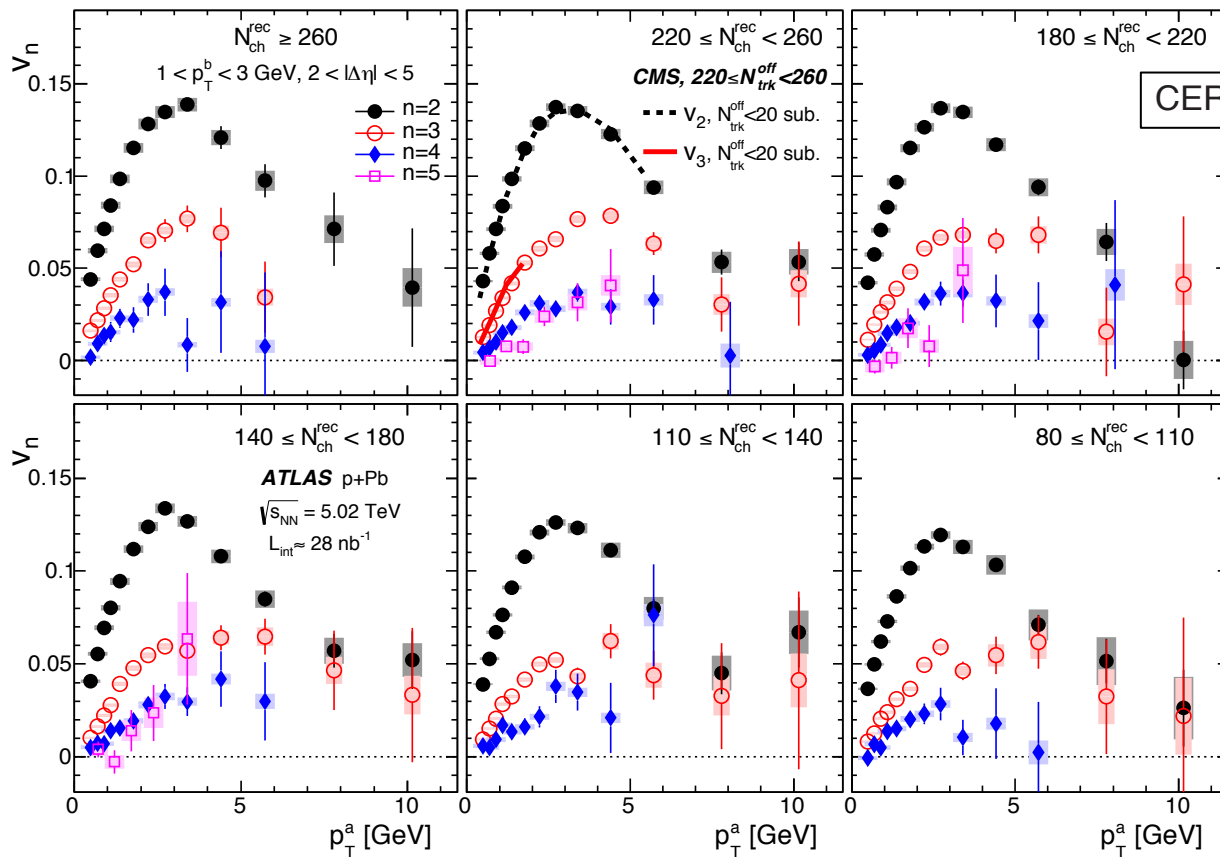 v_n
0.15
0.1
0.05
0
N_ch^rec ≥ 260
1 < p_T^b < 3 GeV, 2 < |Δη| < 5
n=2
n=3
n=4
n=5
220 ≤ N_ch^rec < 260
CMS, 220≤N_trk^off<260
v_2, N_trk^off<20 sub.
v_3, N_trk^off<20 sub.
180 ≤ N_ch^rec < 220
CER
v_n
0.15
0.1
0.05
0
140 ≤ N_ch^rec < 180
ATLAS p+Pb
√s_NN = 5.02 TeV
L_int ≈ 28 nb^-1
110 ≤ N_ch^rec < 140
80 ≤ N_ch^rec < 110
0 5 10 0 5 10 0 5 10
p_T^a [GeV] p_T^a [GeV] p_T^a [GeV]